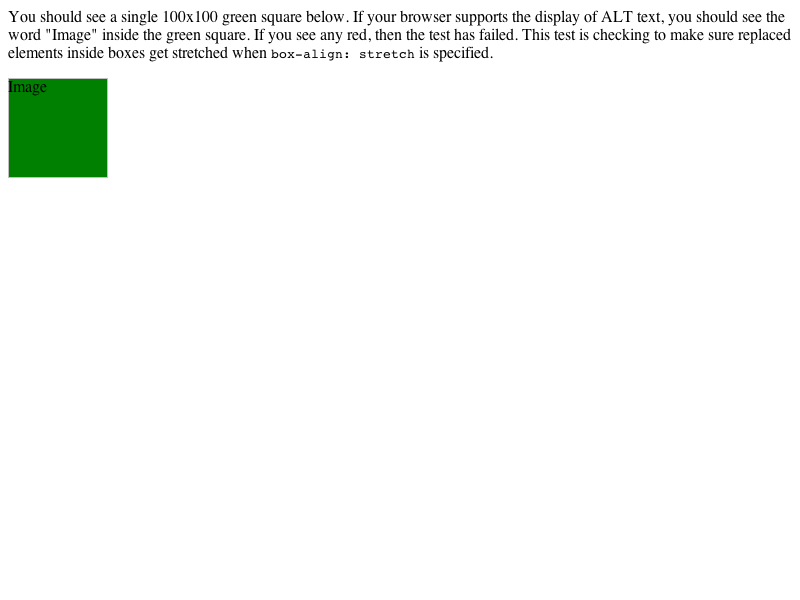 You should see a single 100x100 green square below. If your browser supports the display of ALT text, you should see the
word "Image" inside the green square. If you see any red, then the test has failed. This test is checking to make sure replaced
elements inside boxes get stretched when box-align: stretch is specified.
Image